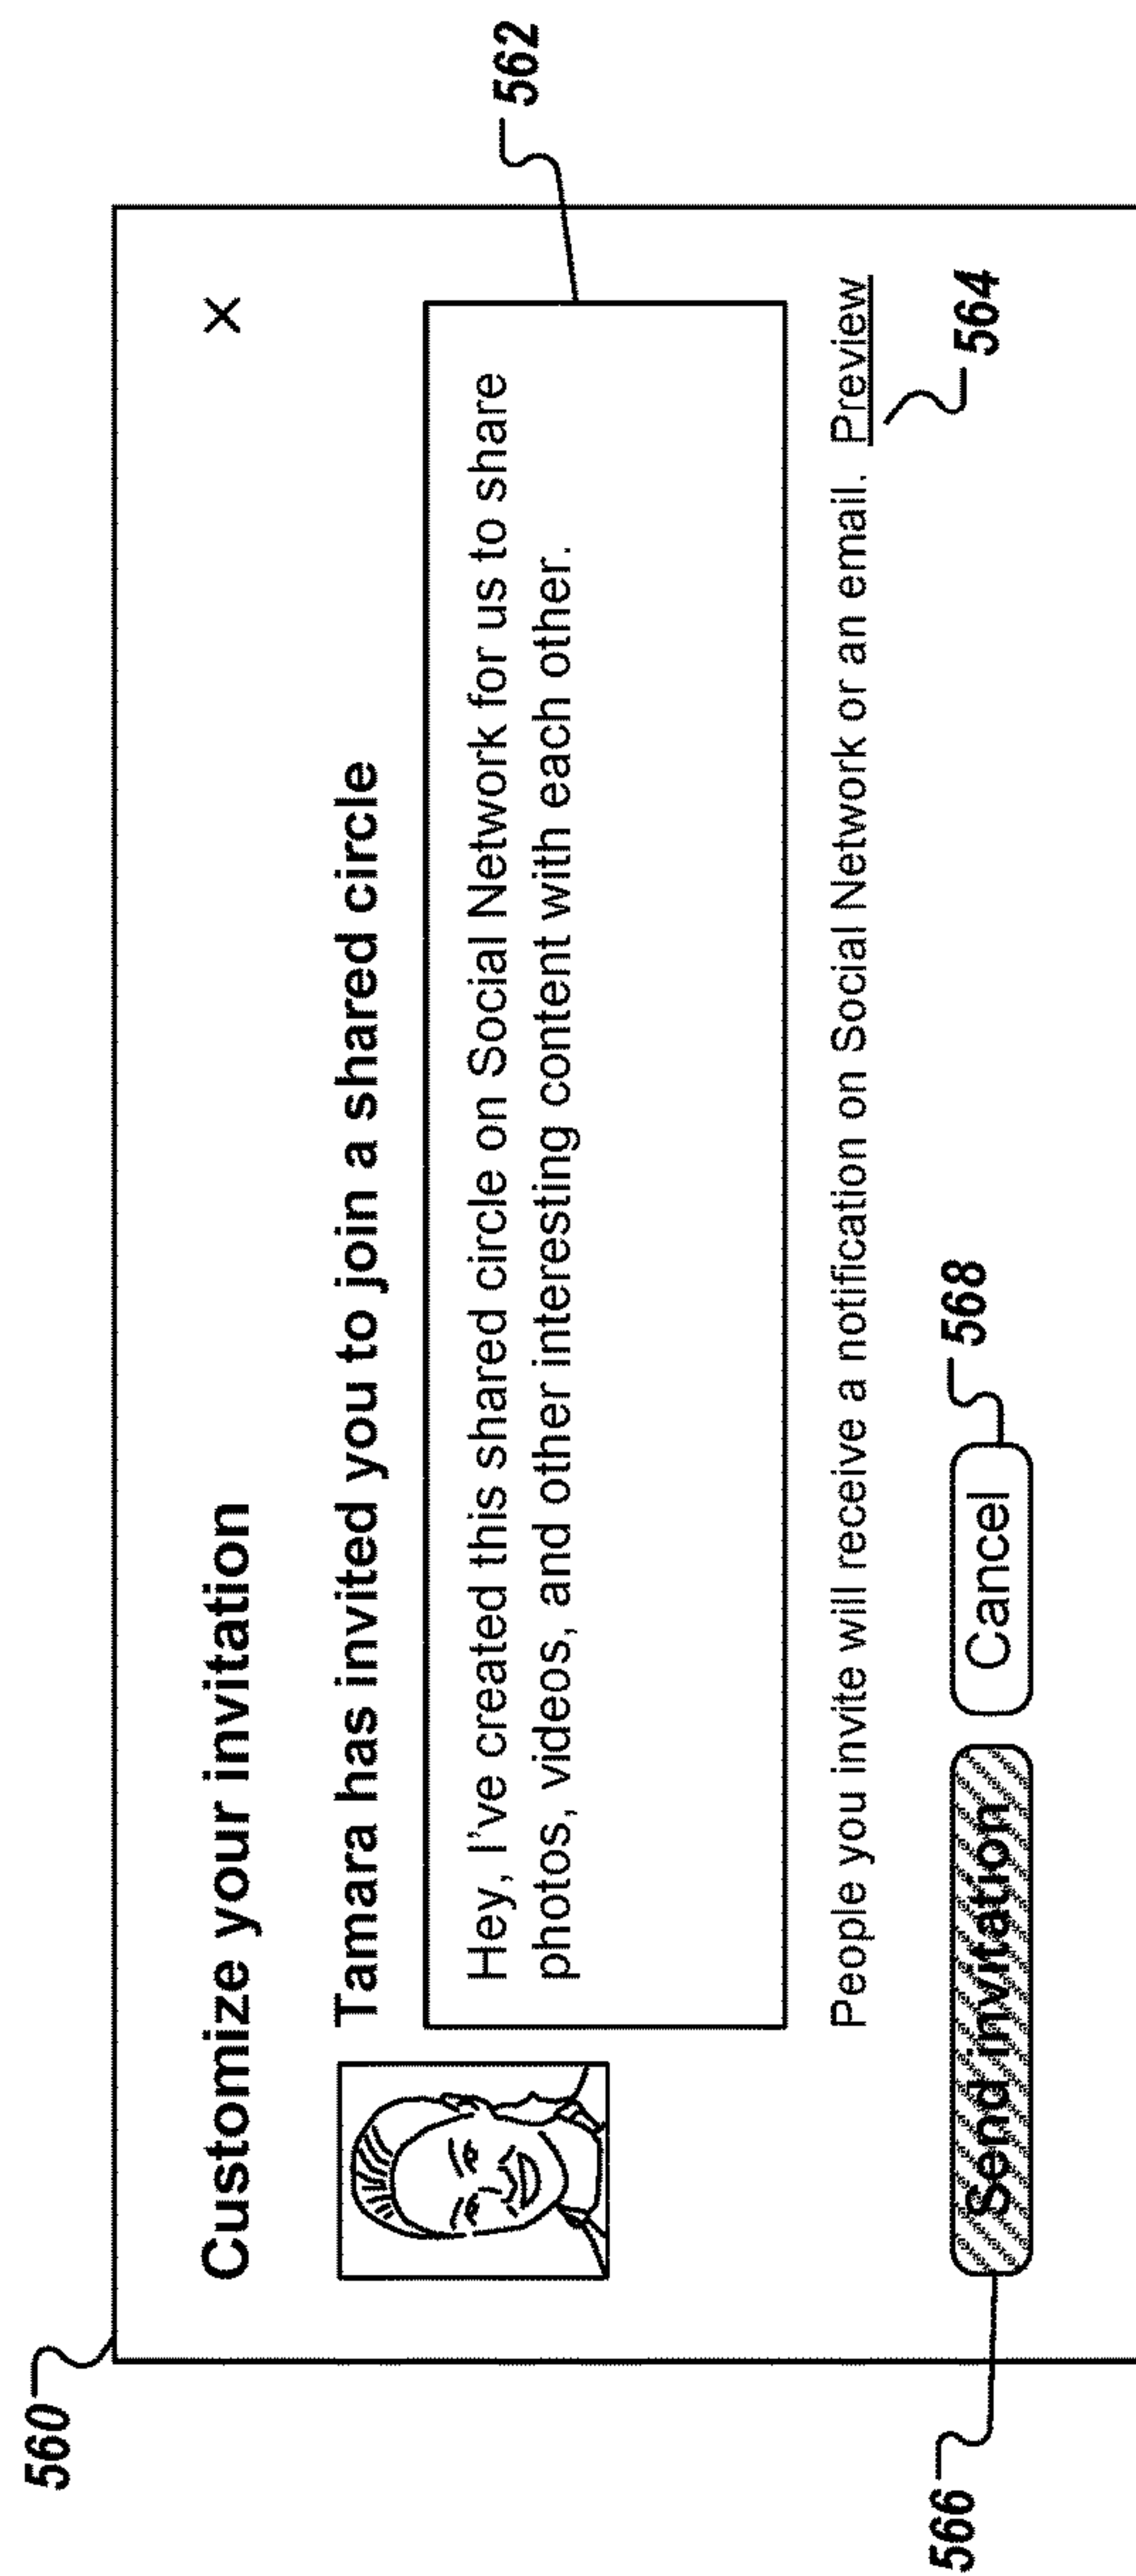 560
Customize your invitation X
Tamara has invited you to join a shared circle
562
Hey, I've created this shared circle on Social Network for us to share
photos, videos, and other interesting content with each other.
People you invite will receive a notification on Social Network or an email. Preview
564
566
Send invitation
Cancel
568